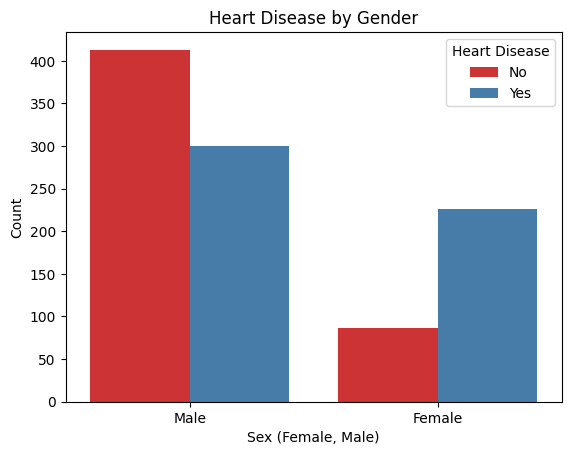 Heart Disease by Gender
Heart Disease
No
Yes
Count
400
350
300
250
200
150
100
50
0
Male
Female
Sex (Female, Male)